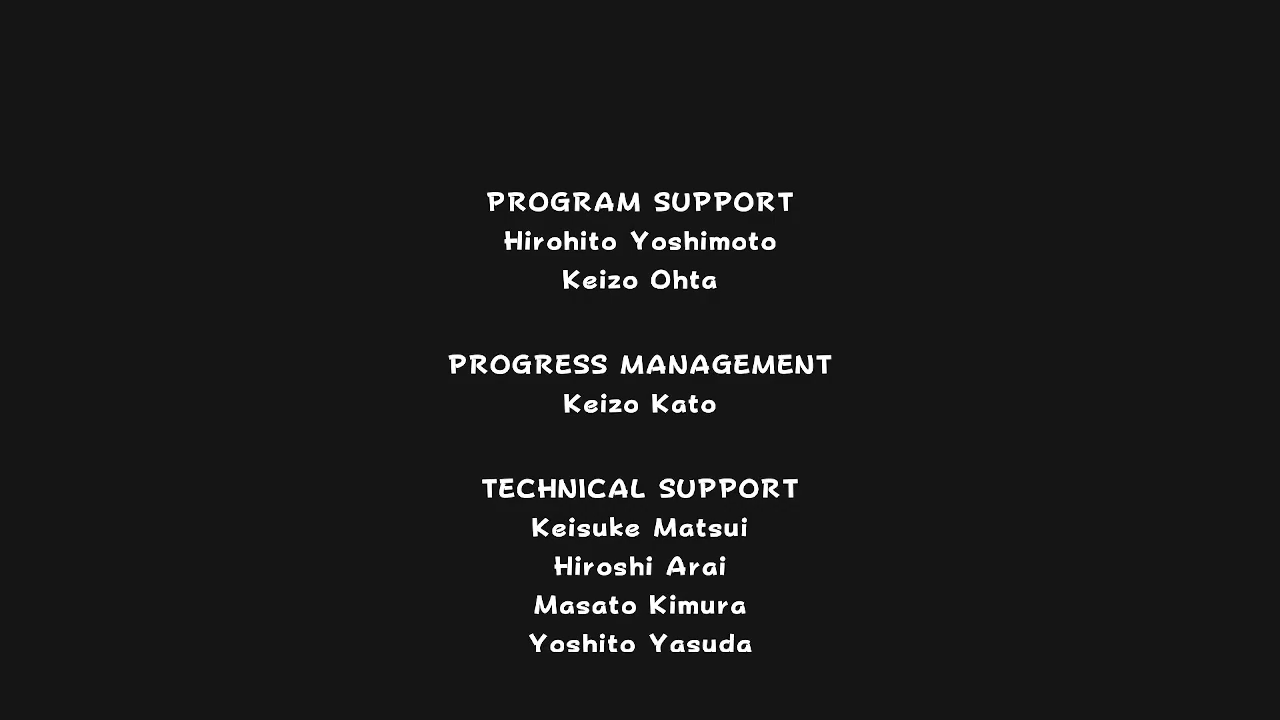 PROGRAM SUPPORT
Hirohito Yoshimoto
Keizo Ohta
PROGRESS MANAGEMENT
Keizo Kato
TECHNICAL SUPPORT
Keisuke Matsui
Hiroshi Arai
Masato Kimura
Yoshito Yasuda